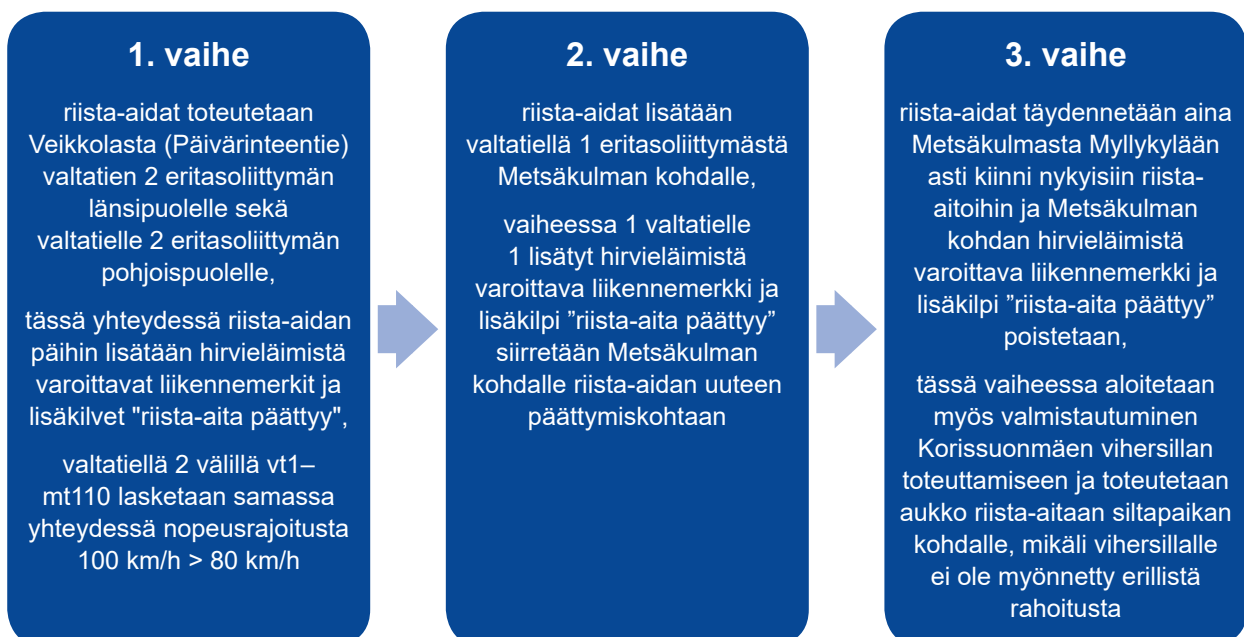 1. vaihe
riista-aidat toteutetaan
Veikkolasta (Päivärinteentie)
valtatien 2 eritasoliittymän
länsipuolelle sekä
valtatielle 2 eritasoliittymän
pohjoispuolelle,
tässä yhteydessä riista-aidan
päihin lisätään hirvieläimistä
varoittavat liikennemerkit ja
lisäkilvet "riista-aita päättyy",
valtatiellä 2 välillä vt1–
mt110 lasketaan samassa
yhteydessä nopeusrajoitusta
100 km/h > 80 km/h
2. vaihe
riista-aidat lisätään
valtatiellä 1 eritasoliittymästä
Metsäkulman kohdalle,
vaiheessa 1 valtatielle
1 lisätyt hirvieläimistä
varoittava liikennemerkki ja
lisäkilpi ”riista-aita päättyy”
siirretään Metsäkulman
kohdalle riista-aidan uuteen
päättymiskohtaan
3. vaihe
riista-aidat täydennetään aina
Metsäkulmasta Myllykylään
asti kiinni nykyisiin riista-
aitoihin ja Metsäkulman
kohdan hirvieläimistä
varoittava liikennemerkki ja
lisäkilpi ”riista-aita päättyy”
poistetaan,
tässä vaiheessa aloitetaan
myös valmistautuminen
Korissuonmäen vihersillan
toteuttamiseen ja toteutetaan
aukko riista-aitaan siltapaikan
kohdalle, mikäli vihersillalle
ei ole myönnetty erillistä
rahoitusta